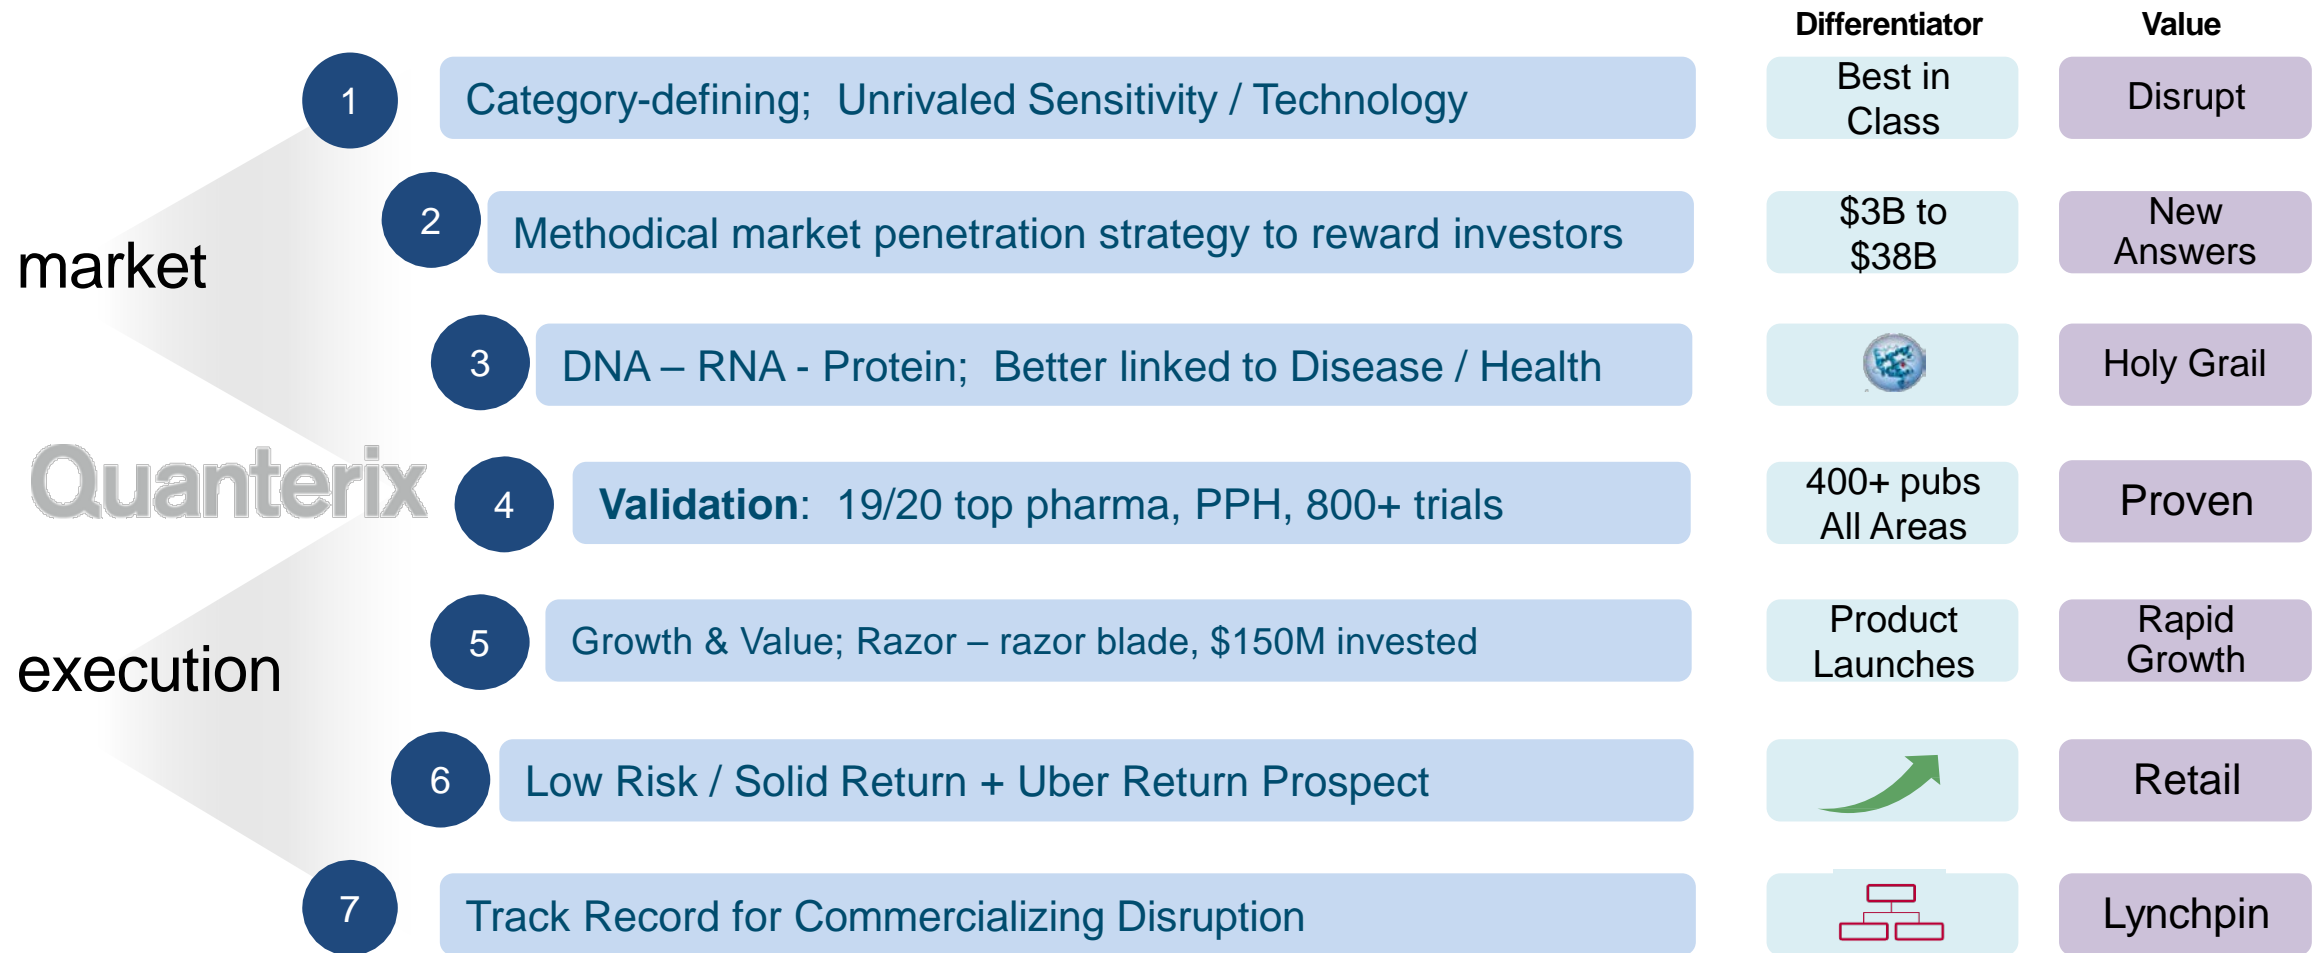 Differentiator Value
1 Category-defining; Unrivaled Sensitivity / Technology
Best in
Class
Disrupt
2 Methodical market penetration strategy to reward investors
$3B to
$38B
New
Answers
market
3 DNA – RNA - Protein; Better linked to Disease / Health
Holy Grail
Quanterix
4 Validation: 19/20 top pharma, PPH, 800+ trials
400+ pubs
All Areas
Proven
5 Growth & Value; Razor – razor blade, $150M invested
Product
Launches
Rapid
Growth
execution
6 Low Risk / Solid Return + Uber Return Prospect
Retail
7 Track Record for Commercializing Disruption
Lynchpin